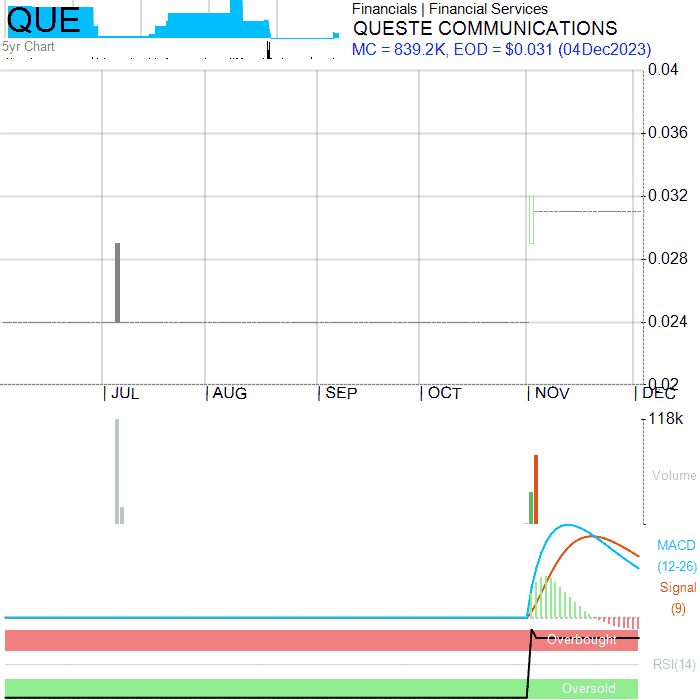 QUE
5yr Chart
Financials | Financial Services
QUESTE COMMUNICATIONS
MC = 839.2K, EOD = $0.031 (04Dec2023)
0.04
0.036
0.032
0.028
0.024
0.02
JUL AUG SEP OCT NOV DEC
118k
Volume
MACD
(12-26)
Signal
(9)
Overbought
RSI(14)
Oversold